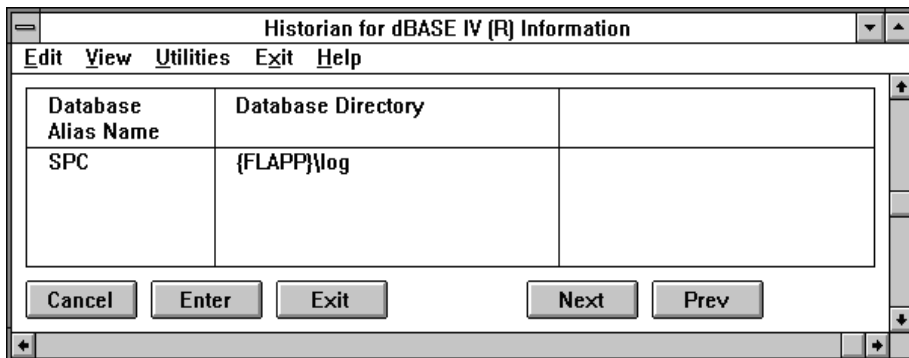 Historian for dBASE IV (R) Information
Edit View Utilities Exit Help
Database Alias Name
Database Directory
SPC {FLAPP}\log
Cancel Enter Exit Next Prev